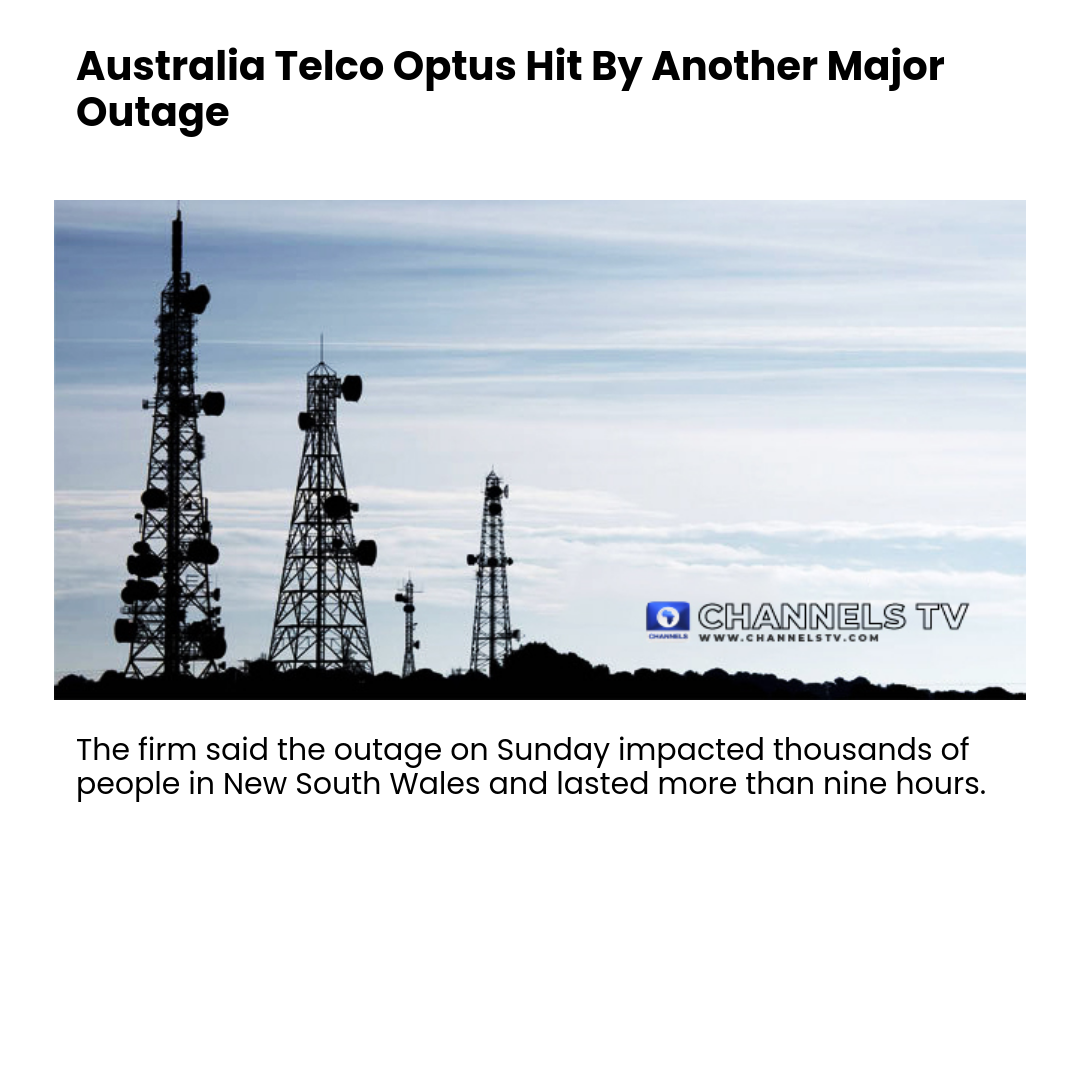 Australia Telco Optus Hit By Another Major
Outage
CHANNELS TV
CHANNELS
WWW.CHANNELSTV.COM
The firm said the outage on Sunday impacted thousands of
people in New South Wales and lasted more than nine hours.